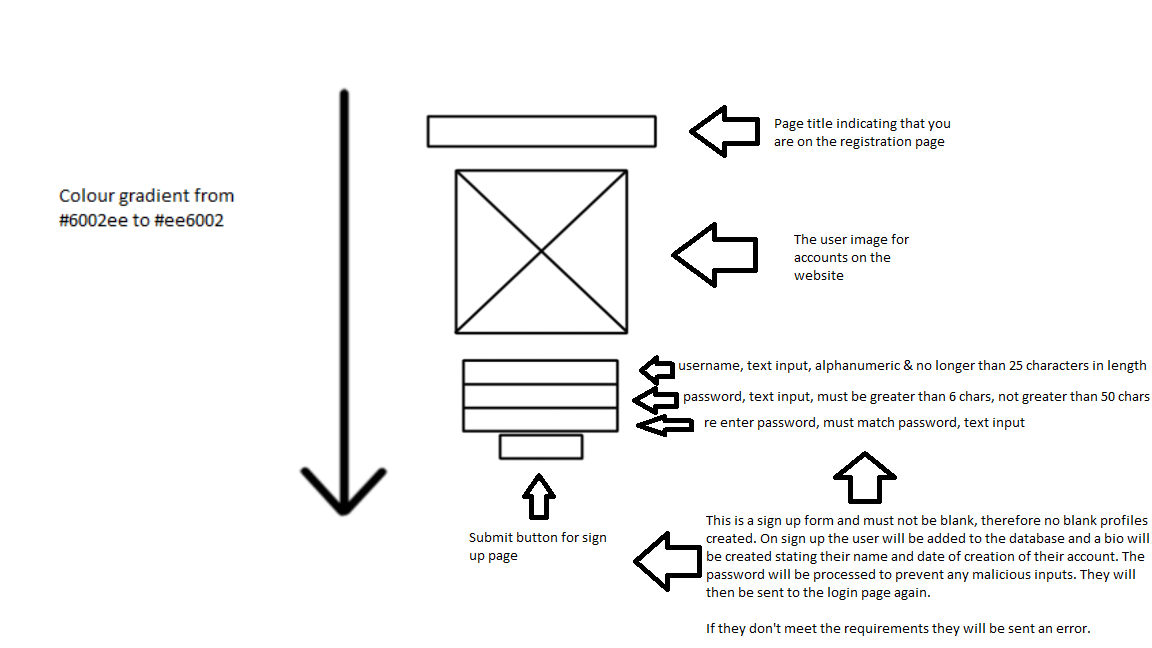 Page title indicating that you
are on the registration page
Colour gradient from
#6002ee to #ee6002
The user image for
accounts on the
website
username, text input, alphanumeric & no longer than 25 characters in length
password, text input, must be greater than 6 chars, not greater than 50 chars
re enter password, must match password, text input
Submit button for sign
up page
This is a sign up form and must not be blank, therefore no blank profiles
created. On sign up the user will be added to the database and a bio will
be created stating their name and date of creation of their account. The
password will be processed to prevent any malicious inputs. They will
then be sent to the login page again.
If they don't meet the requirements they will be sent an error.